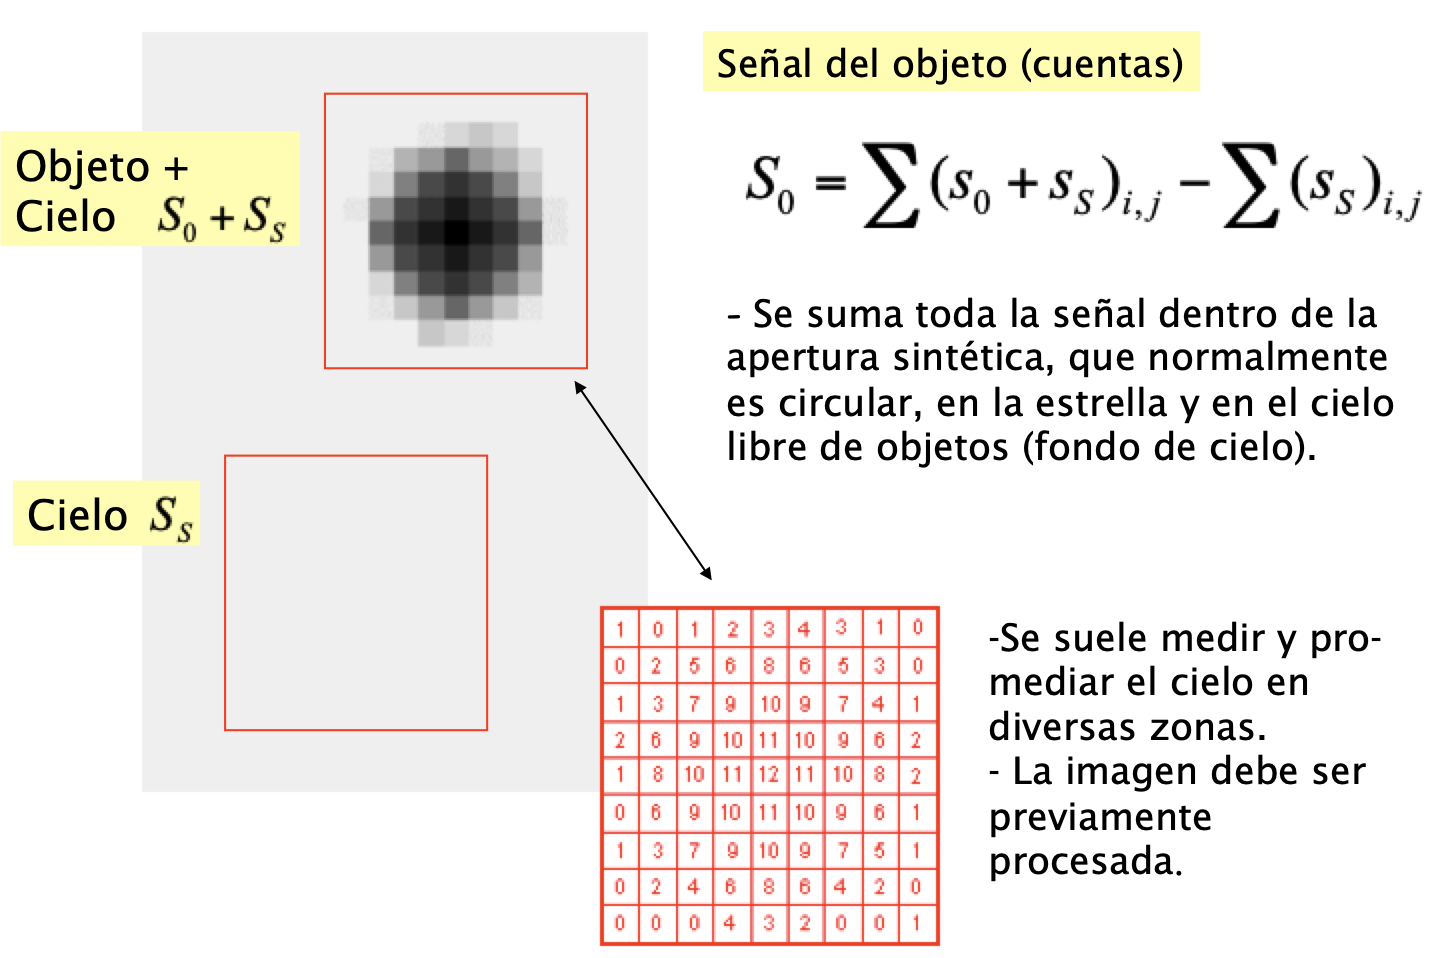 Señal del objeto (cuentas)
Objeto +
Cielo S₀ + S_S
S₀ = ∑(s₀ + s_S)_{i,j} − ∑(s_S)_{i,j}
- Se suma toda la señal dentro de la
apertura sintética, que normalmente
es circular, en la estrella y en el cielo
libre de objetos (fondo de cielo).
Cielo S_S
1 0 1 2 3 4 3 1 0
0 2 5 6 8 6 5 3 0
1 3 7 9 10 9 7 4 1
2 6 9 10 11 10 9 6 2
1 8 10 11 12 11 10 8 2
0 6 9 10 11 10 9 6 1
1 3 7 9 10 9 7 5 1
0 2 4 6 8 6 4 2 0
0 0 0 4 3 2 0 0 1
-Se suele medir y pro-
mediar el cielo en
diversas zonas.
- La imagen debe ser
previamente
procesada.